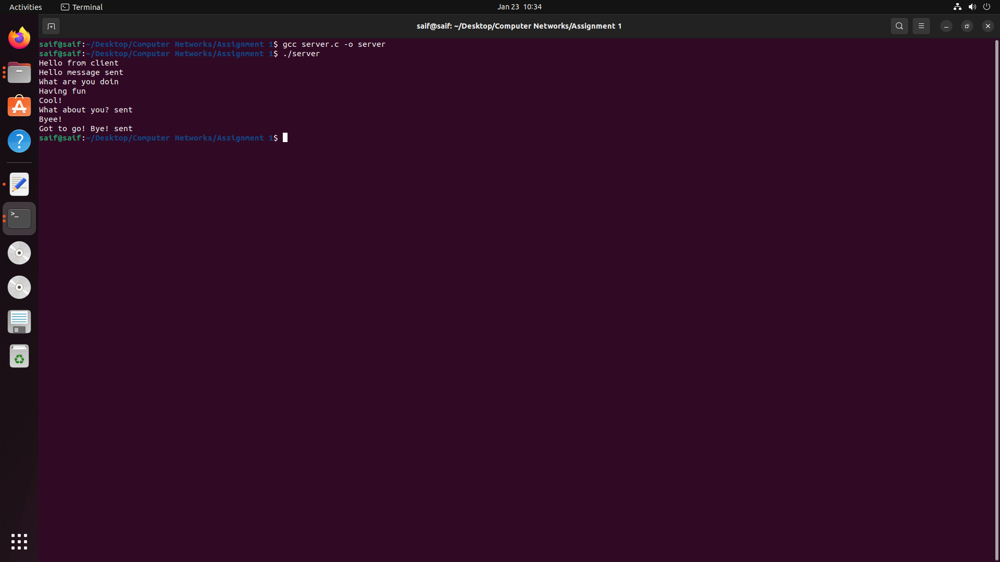 Activities
Terminal
Jan 23 10:34
saif@saif: ~/Desktop/Computer Networks/Assignment 1
saif@saif:~/Desktop/Computer Networks/Assignment 1$ gcc server.c -o server
saif@saif:~/Desktop/Computer Networks/Assignment 1$ ./server
Hello from client
Hello message sent
What are you doin
Having fun
Cool!
What about you? sent
Byee!
Got to go! Bye! sent
saif@saif:~/Desktop/Computer Networks/Assignment 1$